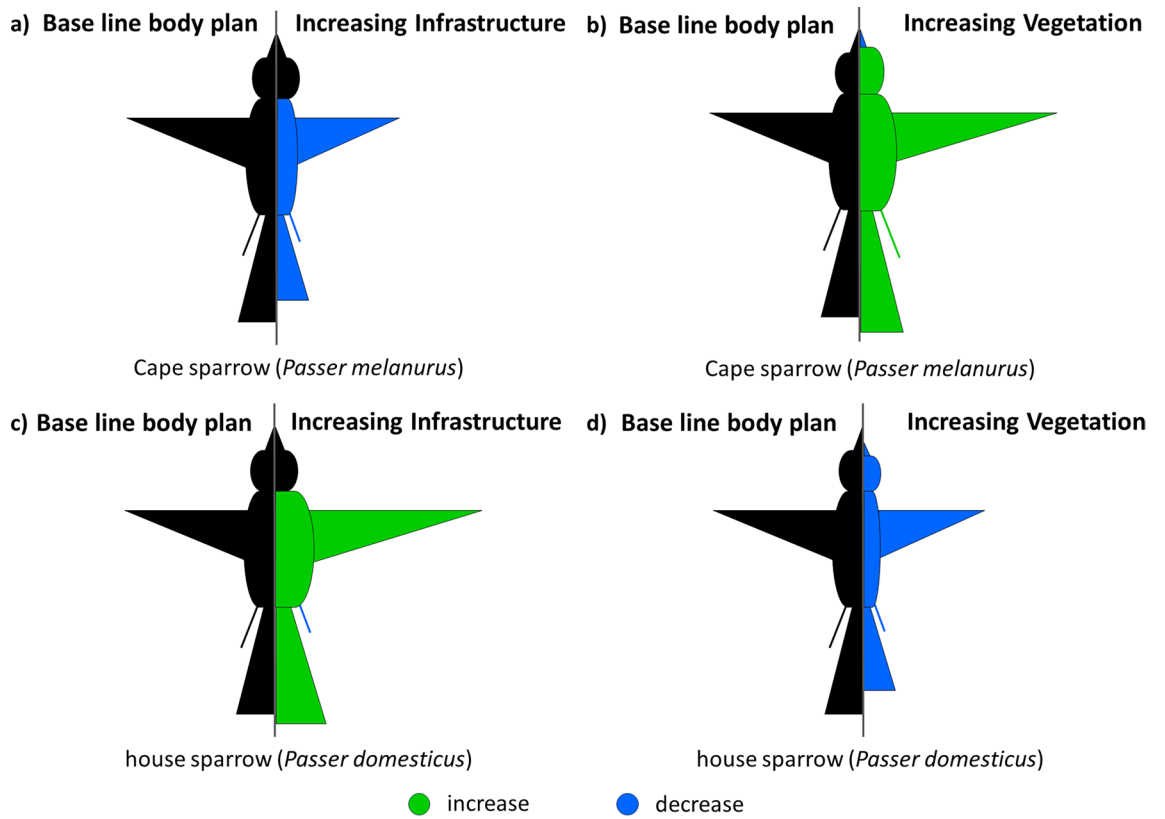 a) Base line body plan Increasing Infrastructure
b) Base line body plan Increasing Vegetation
Cape sparrow (Passer melanurus)
Cape sparrow (Passer melanurus)
c) Base line body plan Increasing Infrastructure
d) Base line body plan Increasing Vegetation
house sparrow (Passer domesticus)
house sparrow (Passer domesticus)
increase
decrease